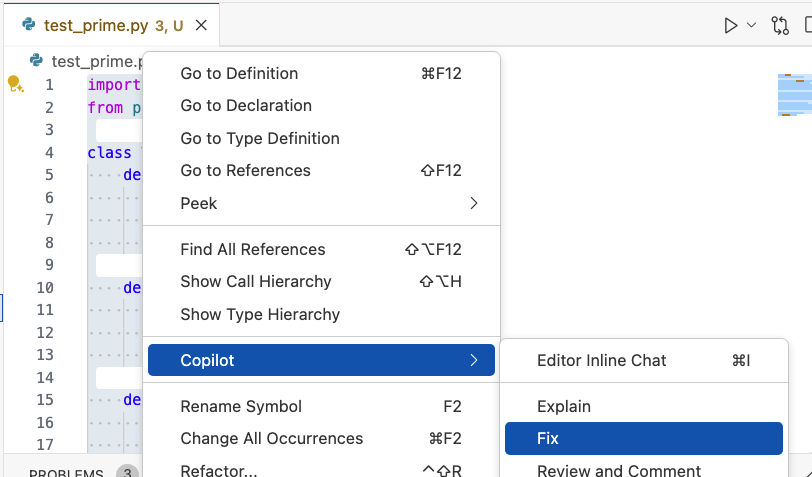 test_prime.py 3, U
test_prime.p
1 import
2 from p
3
4 class
5 de
6
7
8
9
10 de
11
12
13
14
15 de
16
17
Go to Definition ⌘F12
Go to Declaration
Go to Type Definition
Go to References ⇧F12
Peek
Find All References ⇧⌥F12
Show Call Hierarchy ⇧⌥H
Show Type Hierarchy
Copilot
Rename Symbol F2
Change All Occurrences ⌘F2
Refactor... ^⇧R
Editor Inline Chat ⌘I
Explain
Fix
Review and Comment
PROBLEMS 3